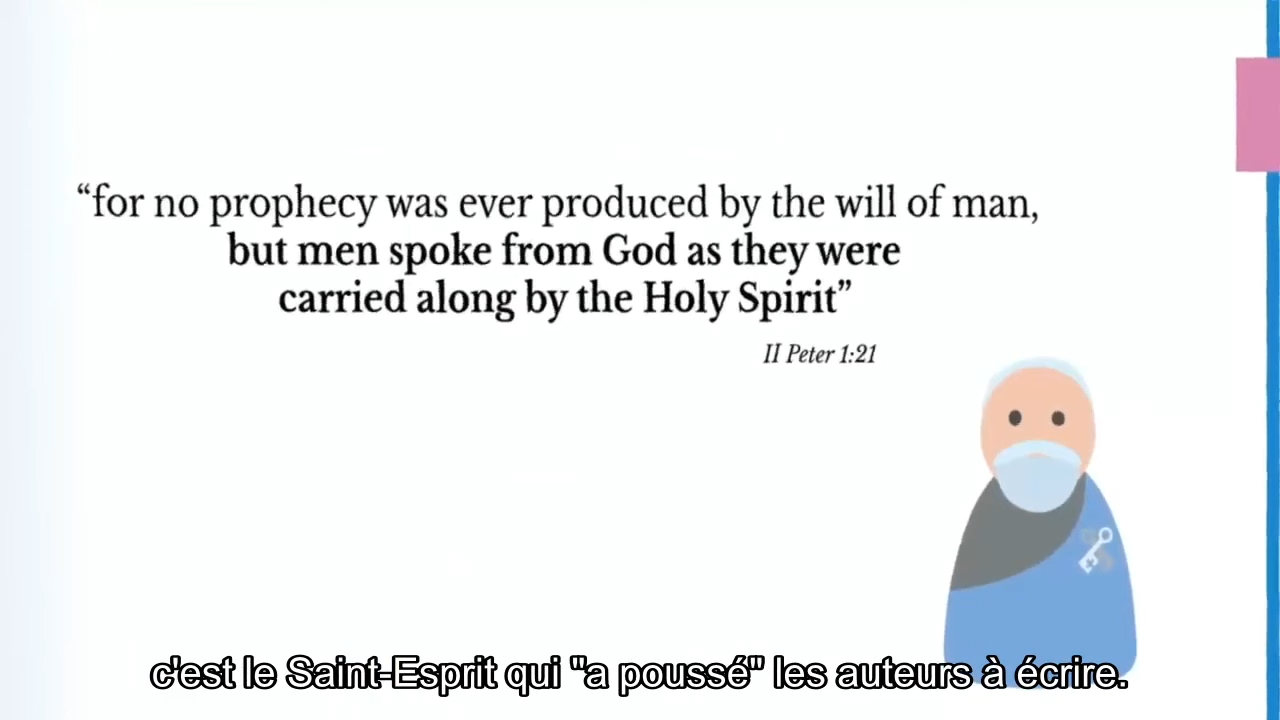 “for no prophecy was ever produced by the will of man,
but men spoke from God as they were
carried along by the Holy Spirit”
II Peter 1:21
c'est le Saint-Esprit qui "a poussé" les auteurs à écrire.